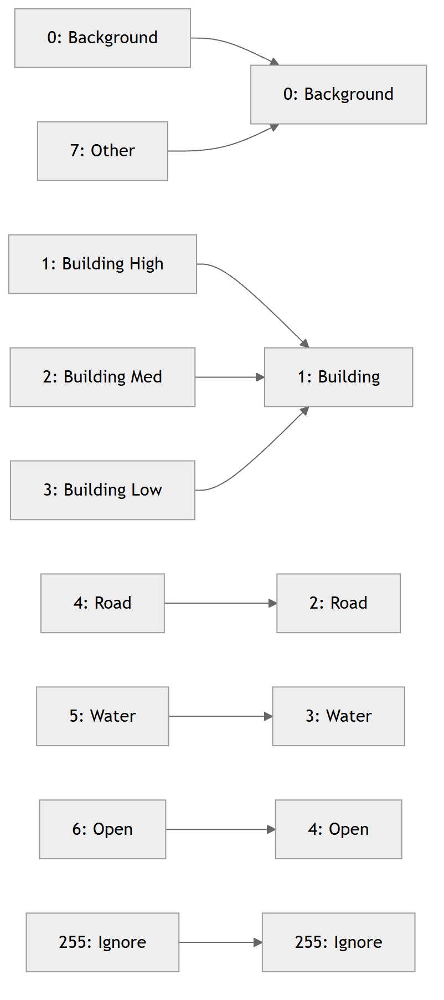 0: Background
0: Background
7: Other
1: Building High
2: Building Med
1: Building
3: Building Low
4: Road
2: Road
5: Water
3: Water
6: Open
4: Open
255: Ignore
255: Ignore